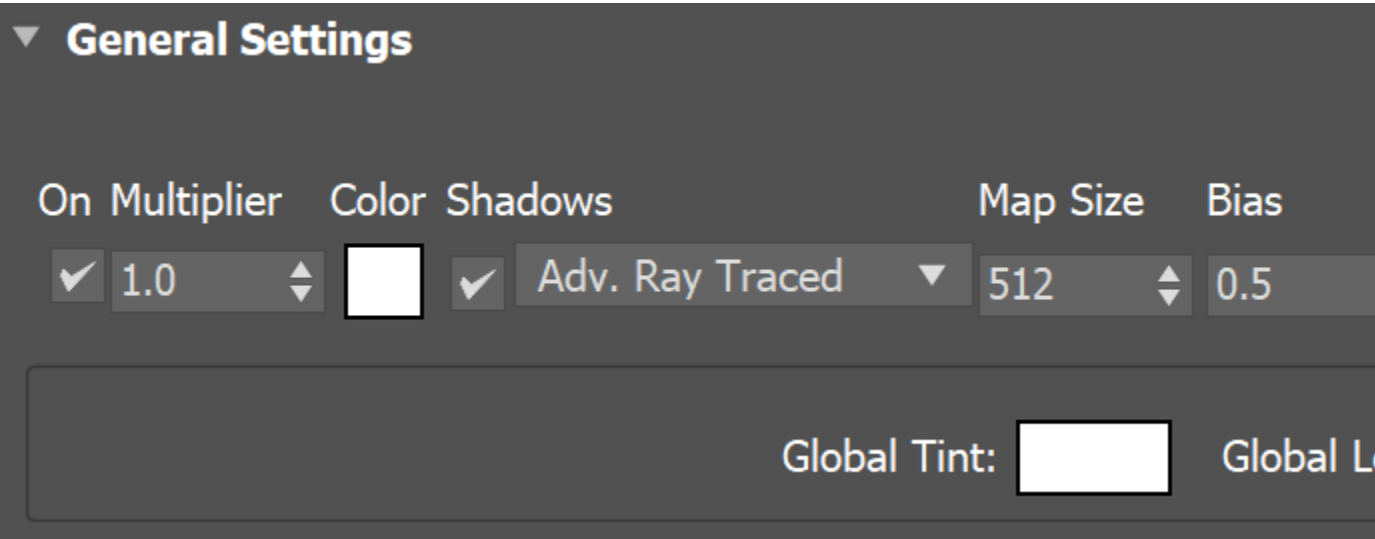 General Settings
On Multiplier Color Shadows Map Size Bias
1.0 Adv. Ray Traced 512 0.5
Global Tint: Global